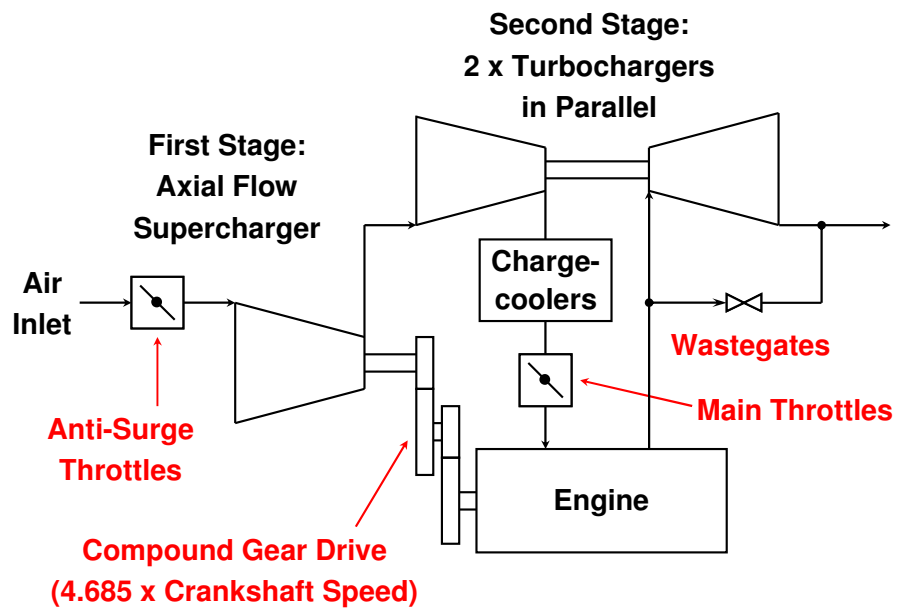 Second Stage:
2 x Turbochargers
in Parallel
First Stage:
Axial Flow
Supercharger
Air
Inlet
Charge-
coolers
Wastegates
Main Throttles
Anti-Surge
Throttles
Engine
Compound Gear Drive
(4.685 x Crankshaft Speed)